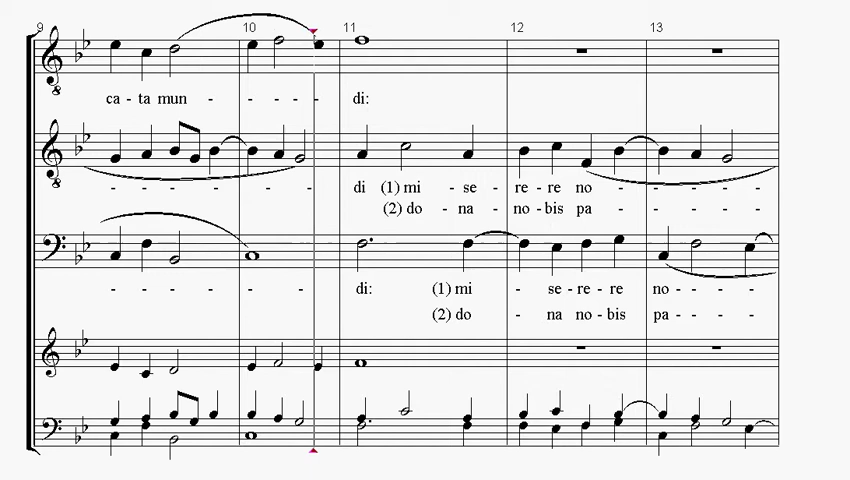 9 10 11 12 13
ca - ta mun - - - - - di:
- - - - - - - - di (1) mi - se - re - re no - - - - - -
(2) do - na - no - bis pa - - - - - -
- - - - - - - di: (1) mi - se - re - re no - - - -
(2) do - na no - bis pa - - - -